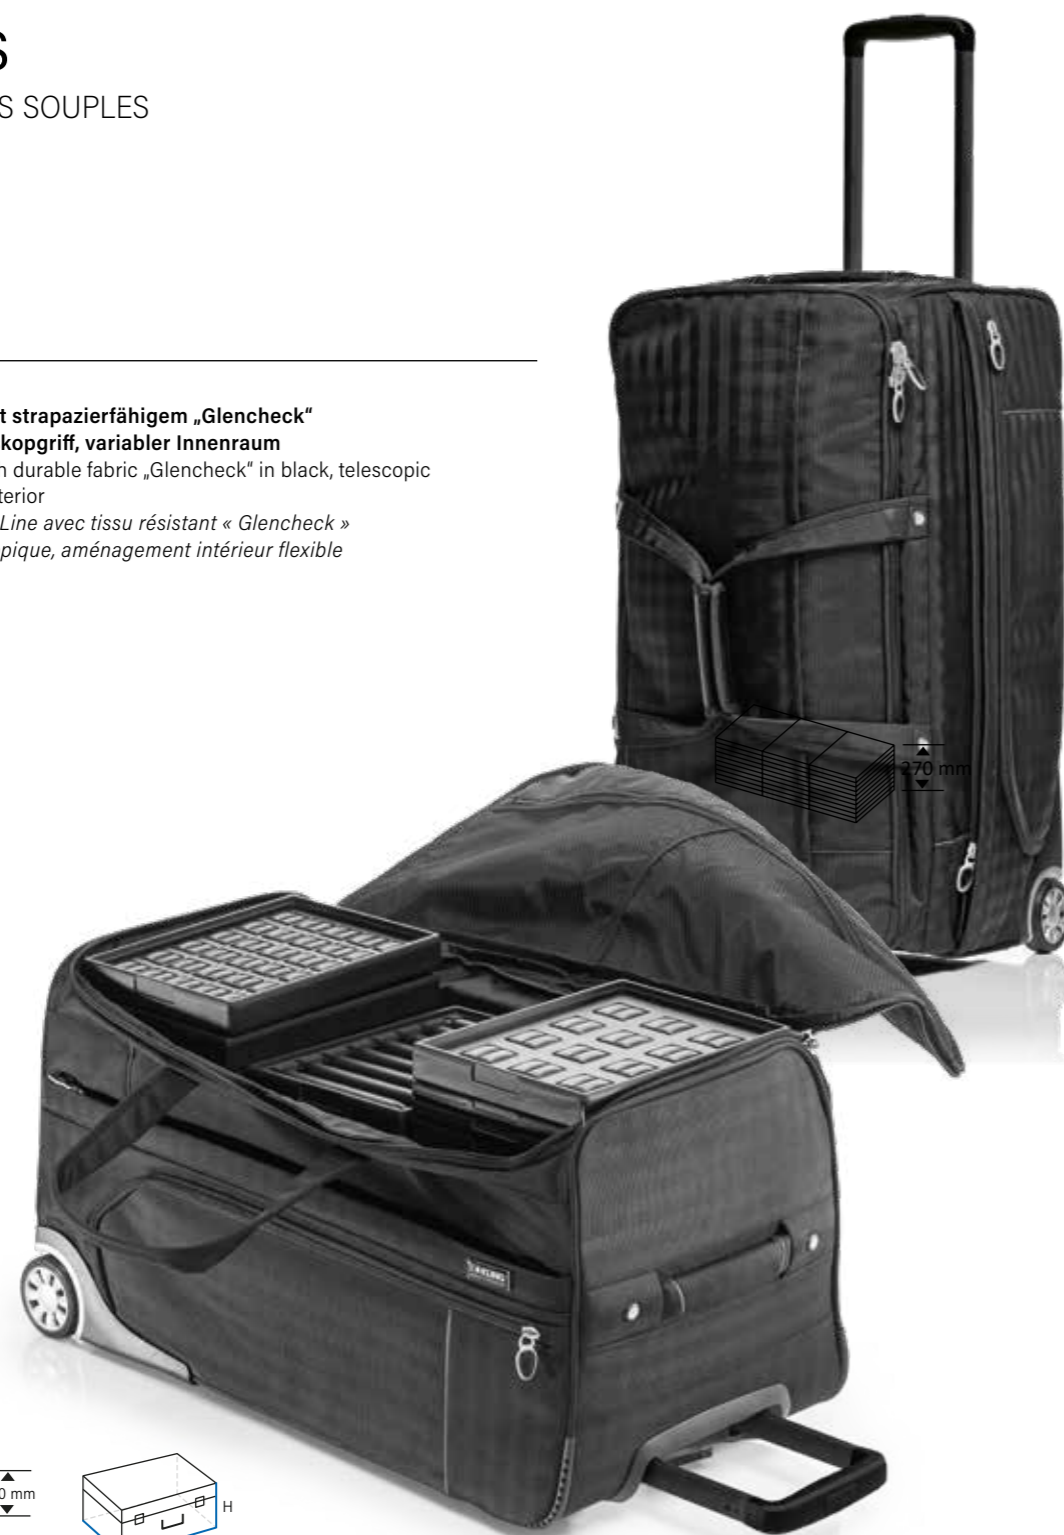 S
S SOUPLES
t strapazierfähigem „Glencheck“
kopgriff, variabler Innenraum
n durable fabric „Glencheck“ in black, telescopic
terior
Line avec tissu résistant « Glencheck »
pique, aménagement intérieur flexible
270 mm
0 mm
H